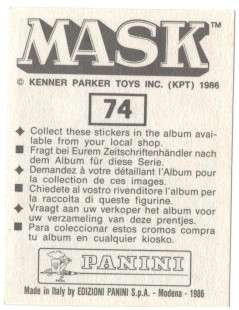 MASK™
© KENNER PARKER TOYS INC. (KPT) 1986
74
◆ Collect these stickers in the album avai-
lable from your local shop.
■ Fragt bei Eurem Zeitschriftenhändler nach
dem Album für diese Serie.
◆ Demandez à votre détaillant l'Album pour
la collection de ces images.
■ Chiedete al vostro rivenditore l'album per
la raccolta di queste figurine.
◆ Vraagt aan uw verkoper het album voor
uw verzameling van deze prentjes.
■ Para coleccionar estos cromos compra
tu album en cualquier kiosko.
PANINI
Made in Italy by EDIZIONI PANINI S.p.A. - Modena - 1986